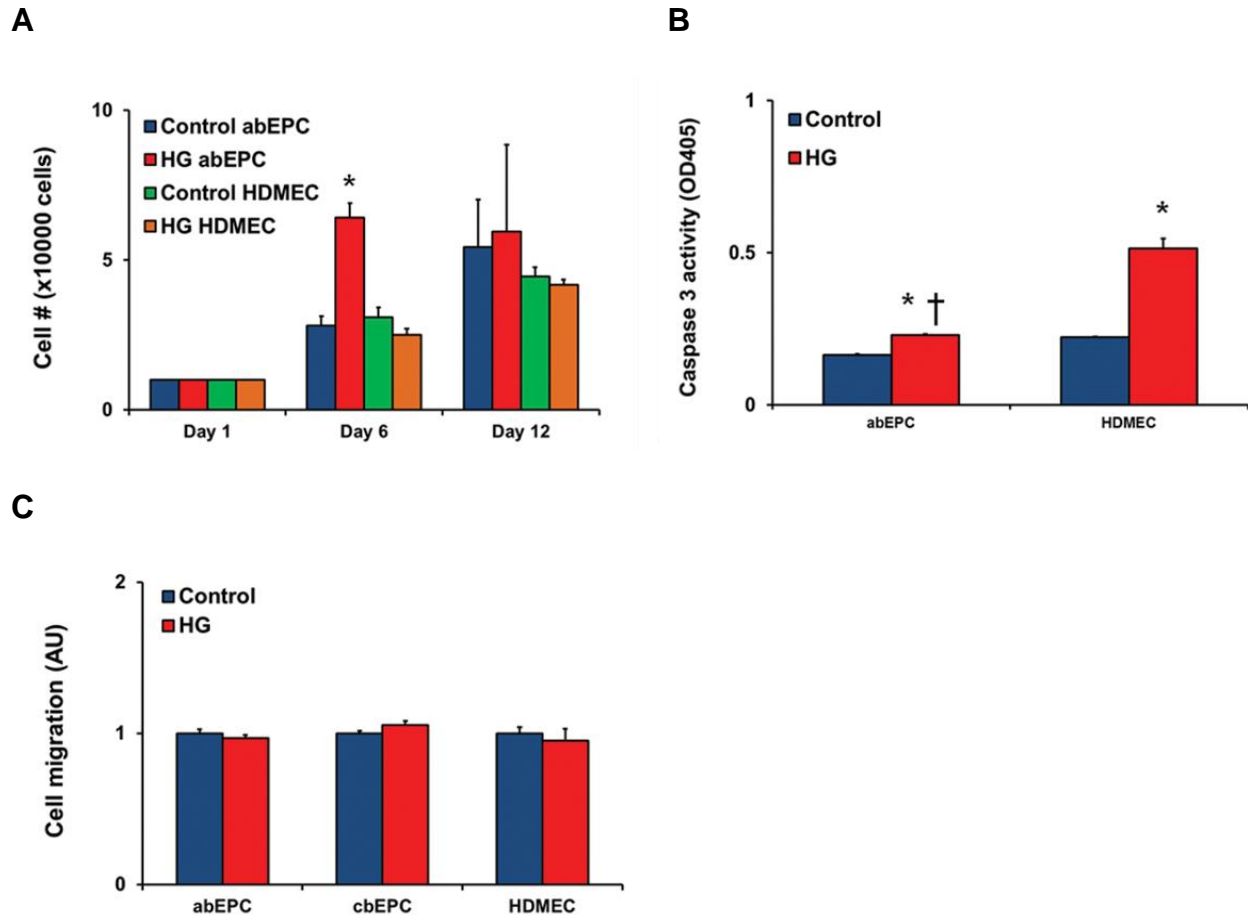 A
B
Cell # (x10000 cells)
10
5
0
Control abEPC
HG abEPC
Control HDMEC
HG HDMEC
*
Day 1 Day 6 Day 12
Caspase 3 activity (OD405)
1
0.5
0
Control
HG
* †
*
abEPC HDMEC
C
Cell migration (AU)
2
1
0
Control
HG
abEPC cbEPC HDMEC